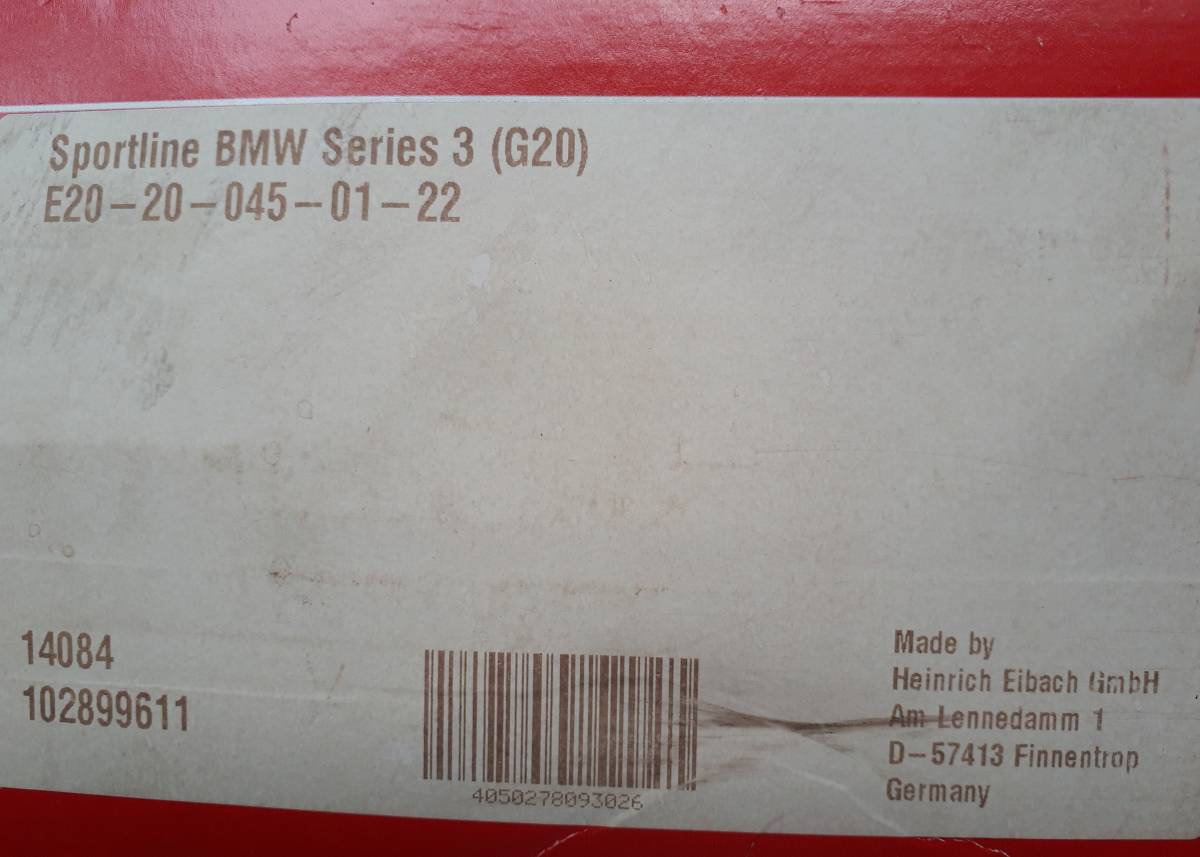 Sportline BMW Series 3 (G20)
E20-20-045-01-22
14084
102899611
4050278093026
Made by
Heinrich Eibach GmbH
Am Lennedamm 1
D-57413 Finnentrop
Germany